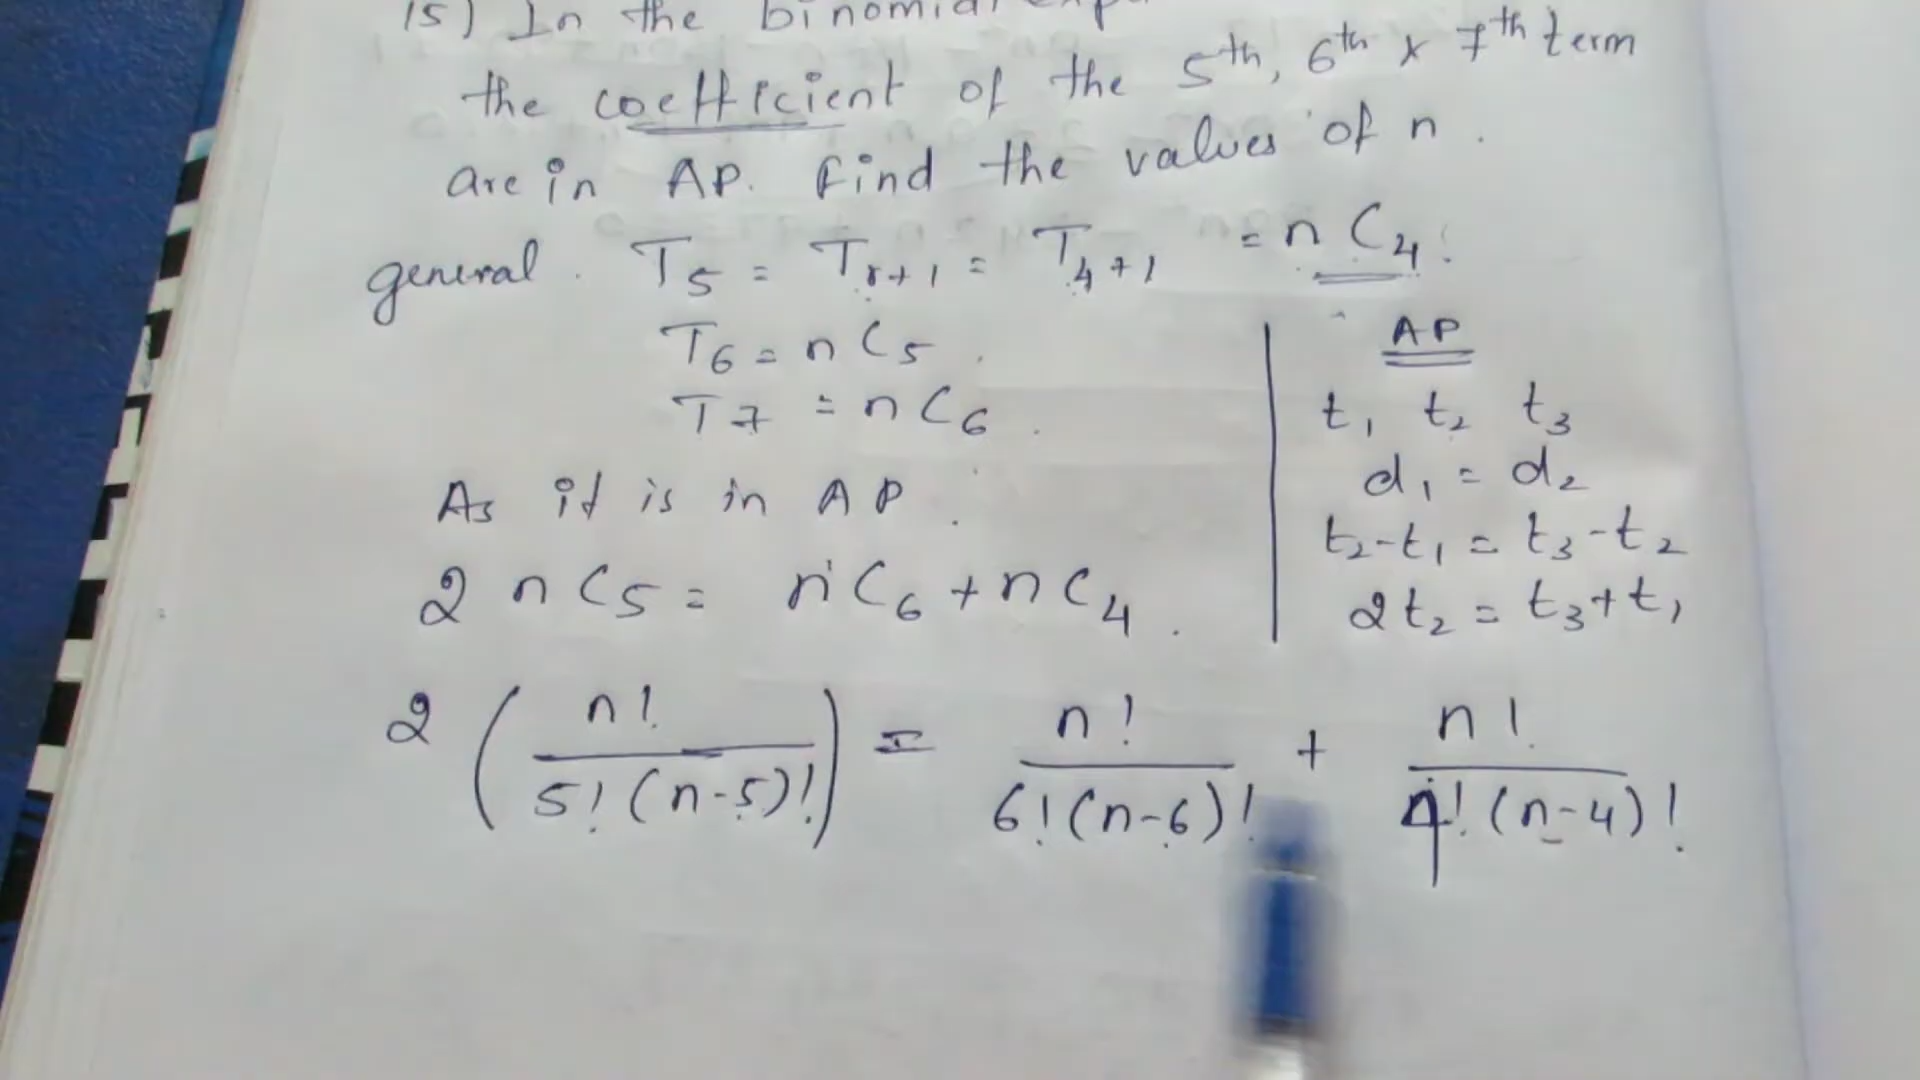 15) In the binomial
the coefficient of the 5th, 6th & 7th term
are in AP. find the values of n.
general. T5 = Tr+1 = T4+1 = nC4.
T6 = nC5.
T7 = nC6.
AP
t1 t2 t3
d1 = d2
t2-t1 = t3-t2
2t2 = t3+t1
As it is in AP.
2 nC5 = nC6 + nC4.
2 ( n! / 5!(n-5)! ) = n! / 6!(n-6)! + n! / 4!(n-4)!